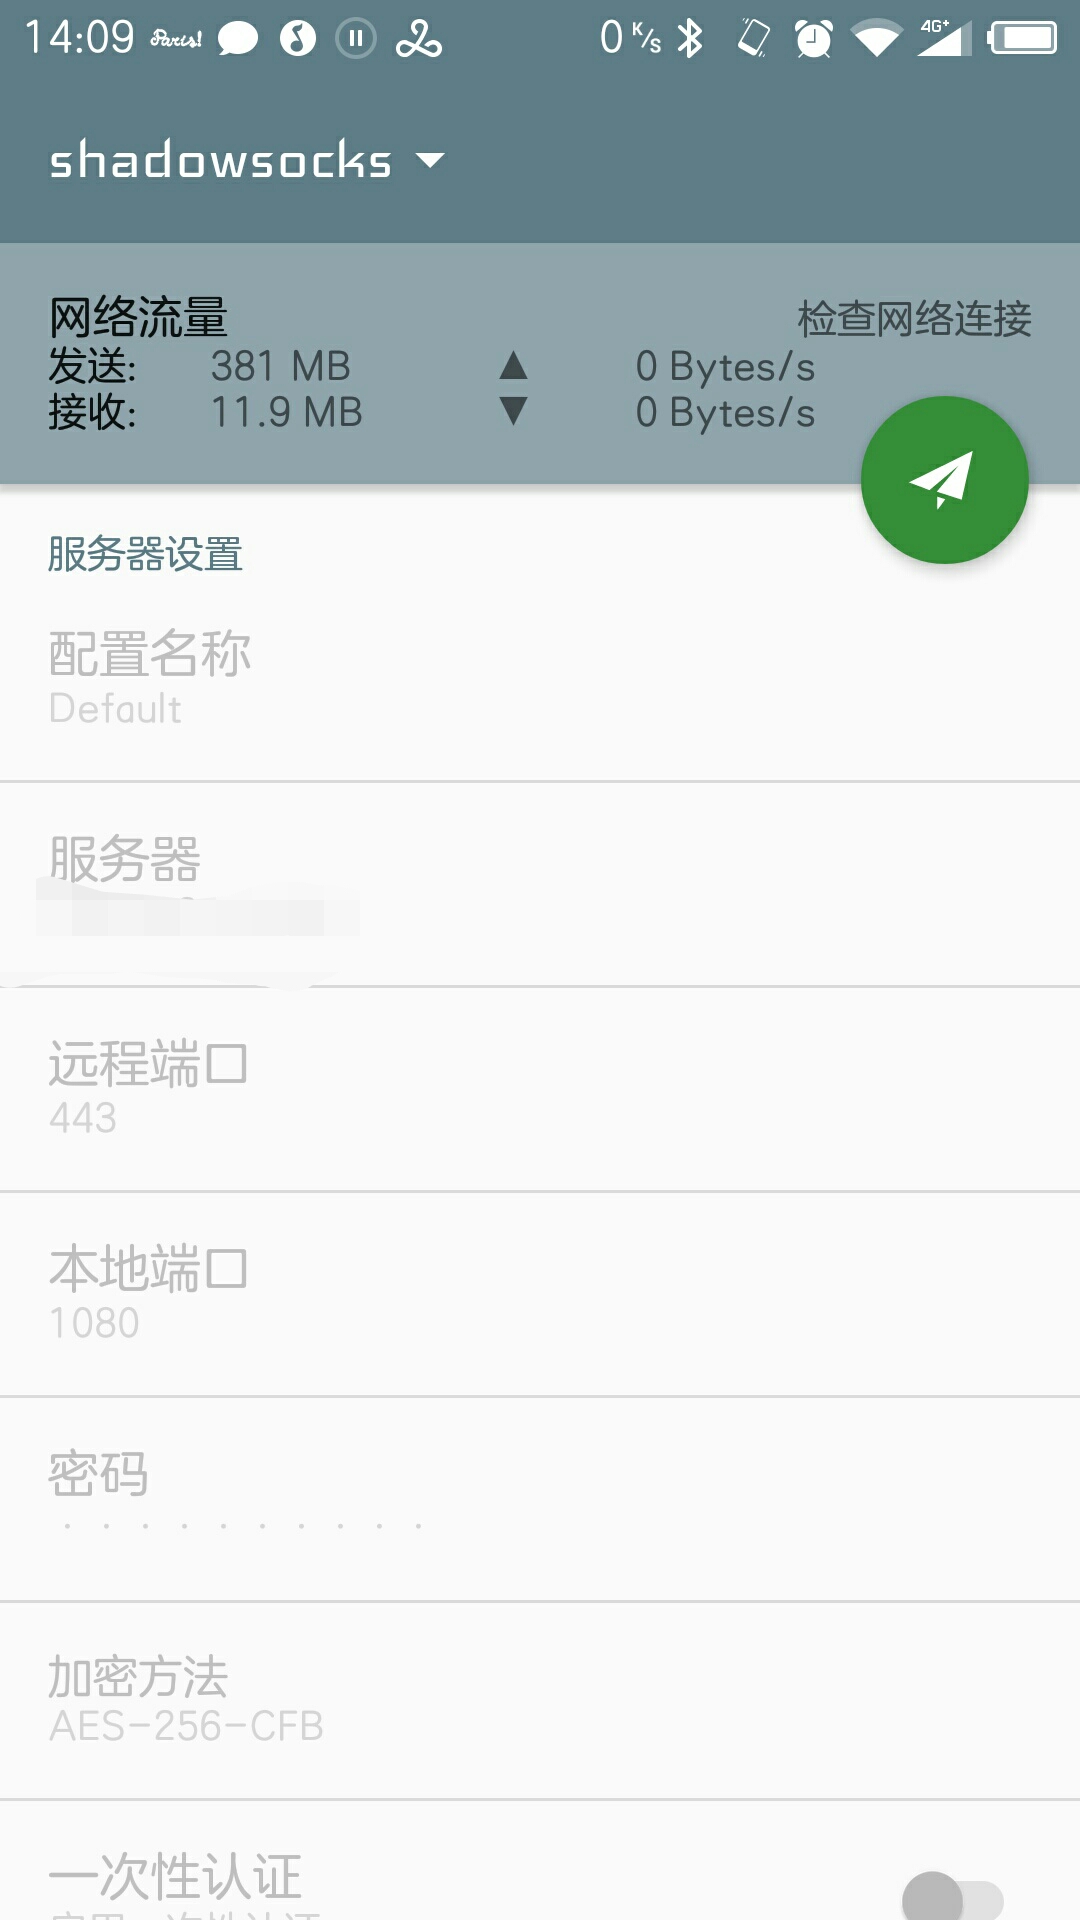 14:09 Paris! 0 K/s 4G+
shadowsocks
网络流量 检查网络连接
发送: 381 MB ▲ 0 Bytes/s
接收: 11.9 MB ▼ 0 Bytes/s
服务器设置
配置名称
Default
服务器
远程端口
443
本地端口
1080
密码
· · · · · · · · · ·
加密方法
AES-256-CFB
一次性认证